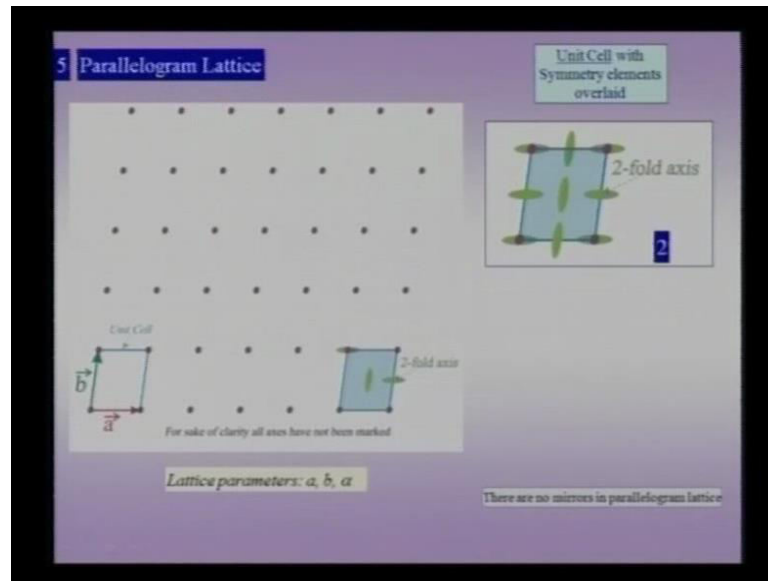 5 Parallelogram Lattice
Unit Cell with
Symmetry elements
overlaid
2-fold axis
2
Unit Cell
b
a
2-fold axis
For sake of clarity all axes have not been marked
Lattice parameters: a, b, α
There are no mirrors in parallelogram lattice